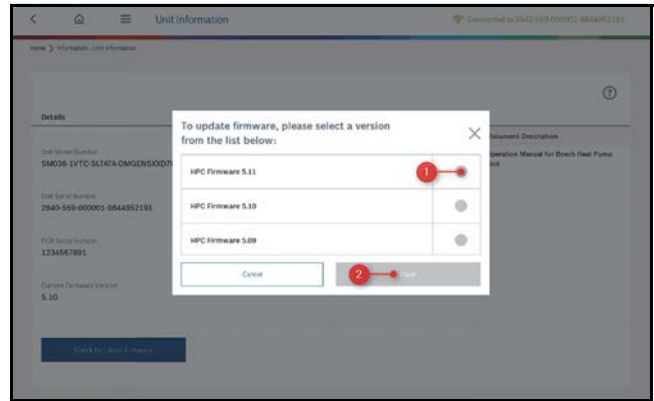 Unit Information
Connected to 2940-559-000001-9844952191
Home > Information -Unit Information
?
Details
Document Description
To update firmware, please select a version
from the list below:
Unit Model Number
SM036-1VTC-SLTATA-OMGENSXXD7
Operation Manual for Bosch Heat Pump
HPC Firmware 5.11
1
Unit Serial Number
2940-559-000001-9844952191
HPC Firmware 5.10
PCB Serial Number
1234567891
HPC Firmware 5.09
Current Firmware Version
5.10
Cancel
2
Check for Latest Firmware